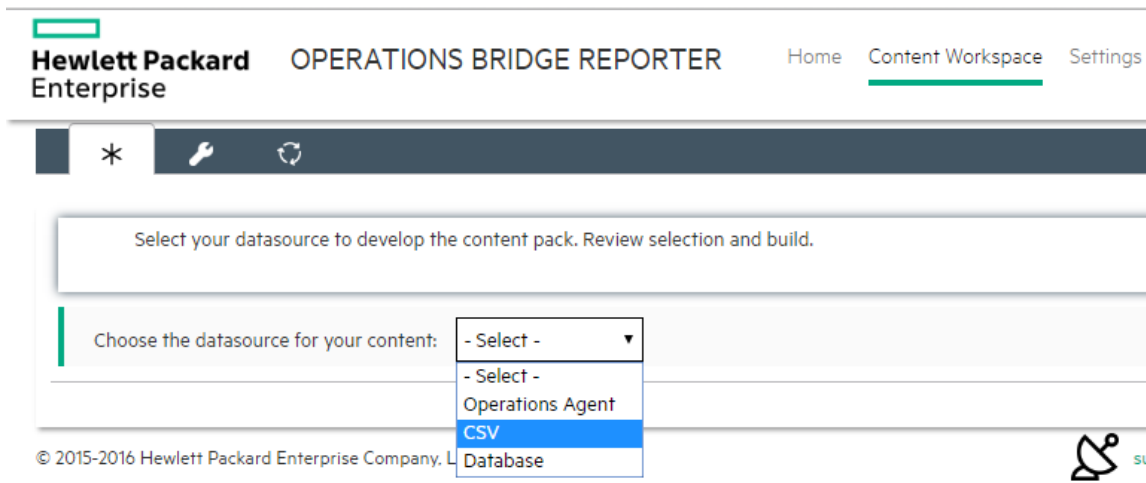 Hewlett Packard
Enterprise
OPERATIONS BRIDGE REPORTER
Home Content Workspace Settings
Select your datasource to develop the content pack. Review selection and build.
Choose the datasource for your content: - Select -
- Select -
Operations Agent
CSV
Database
© 2015-2016 Hewlett Packard Enterprise Company, L